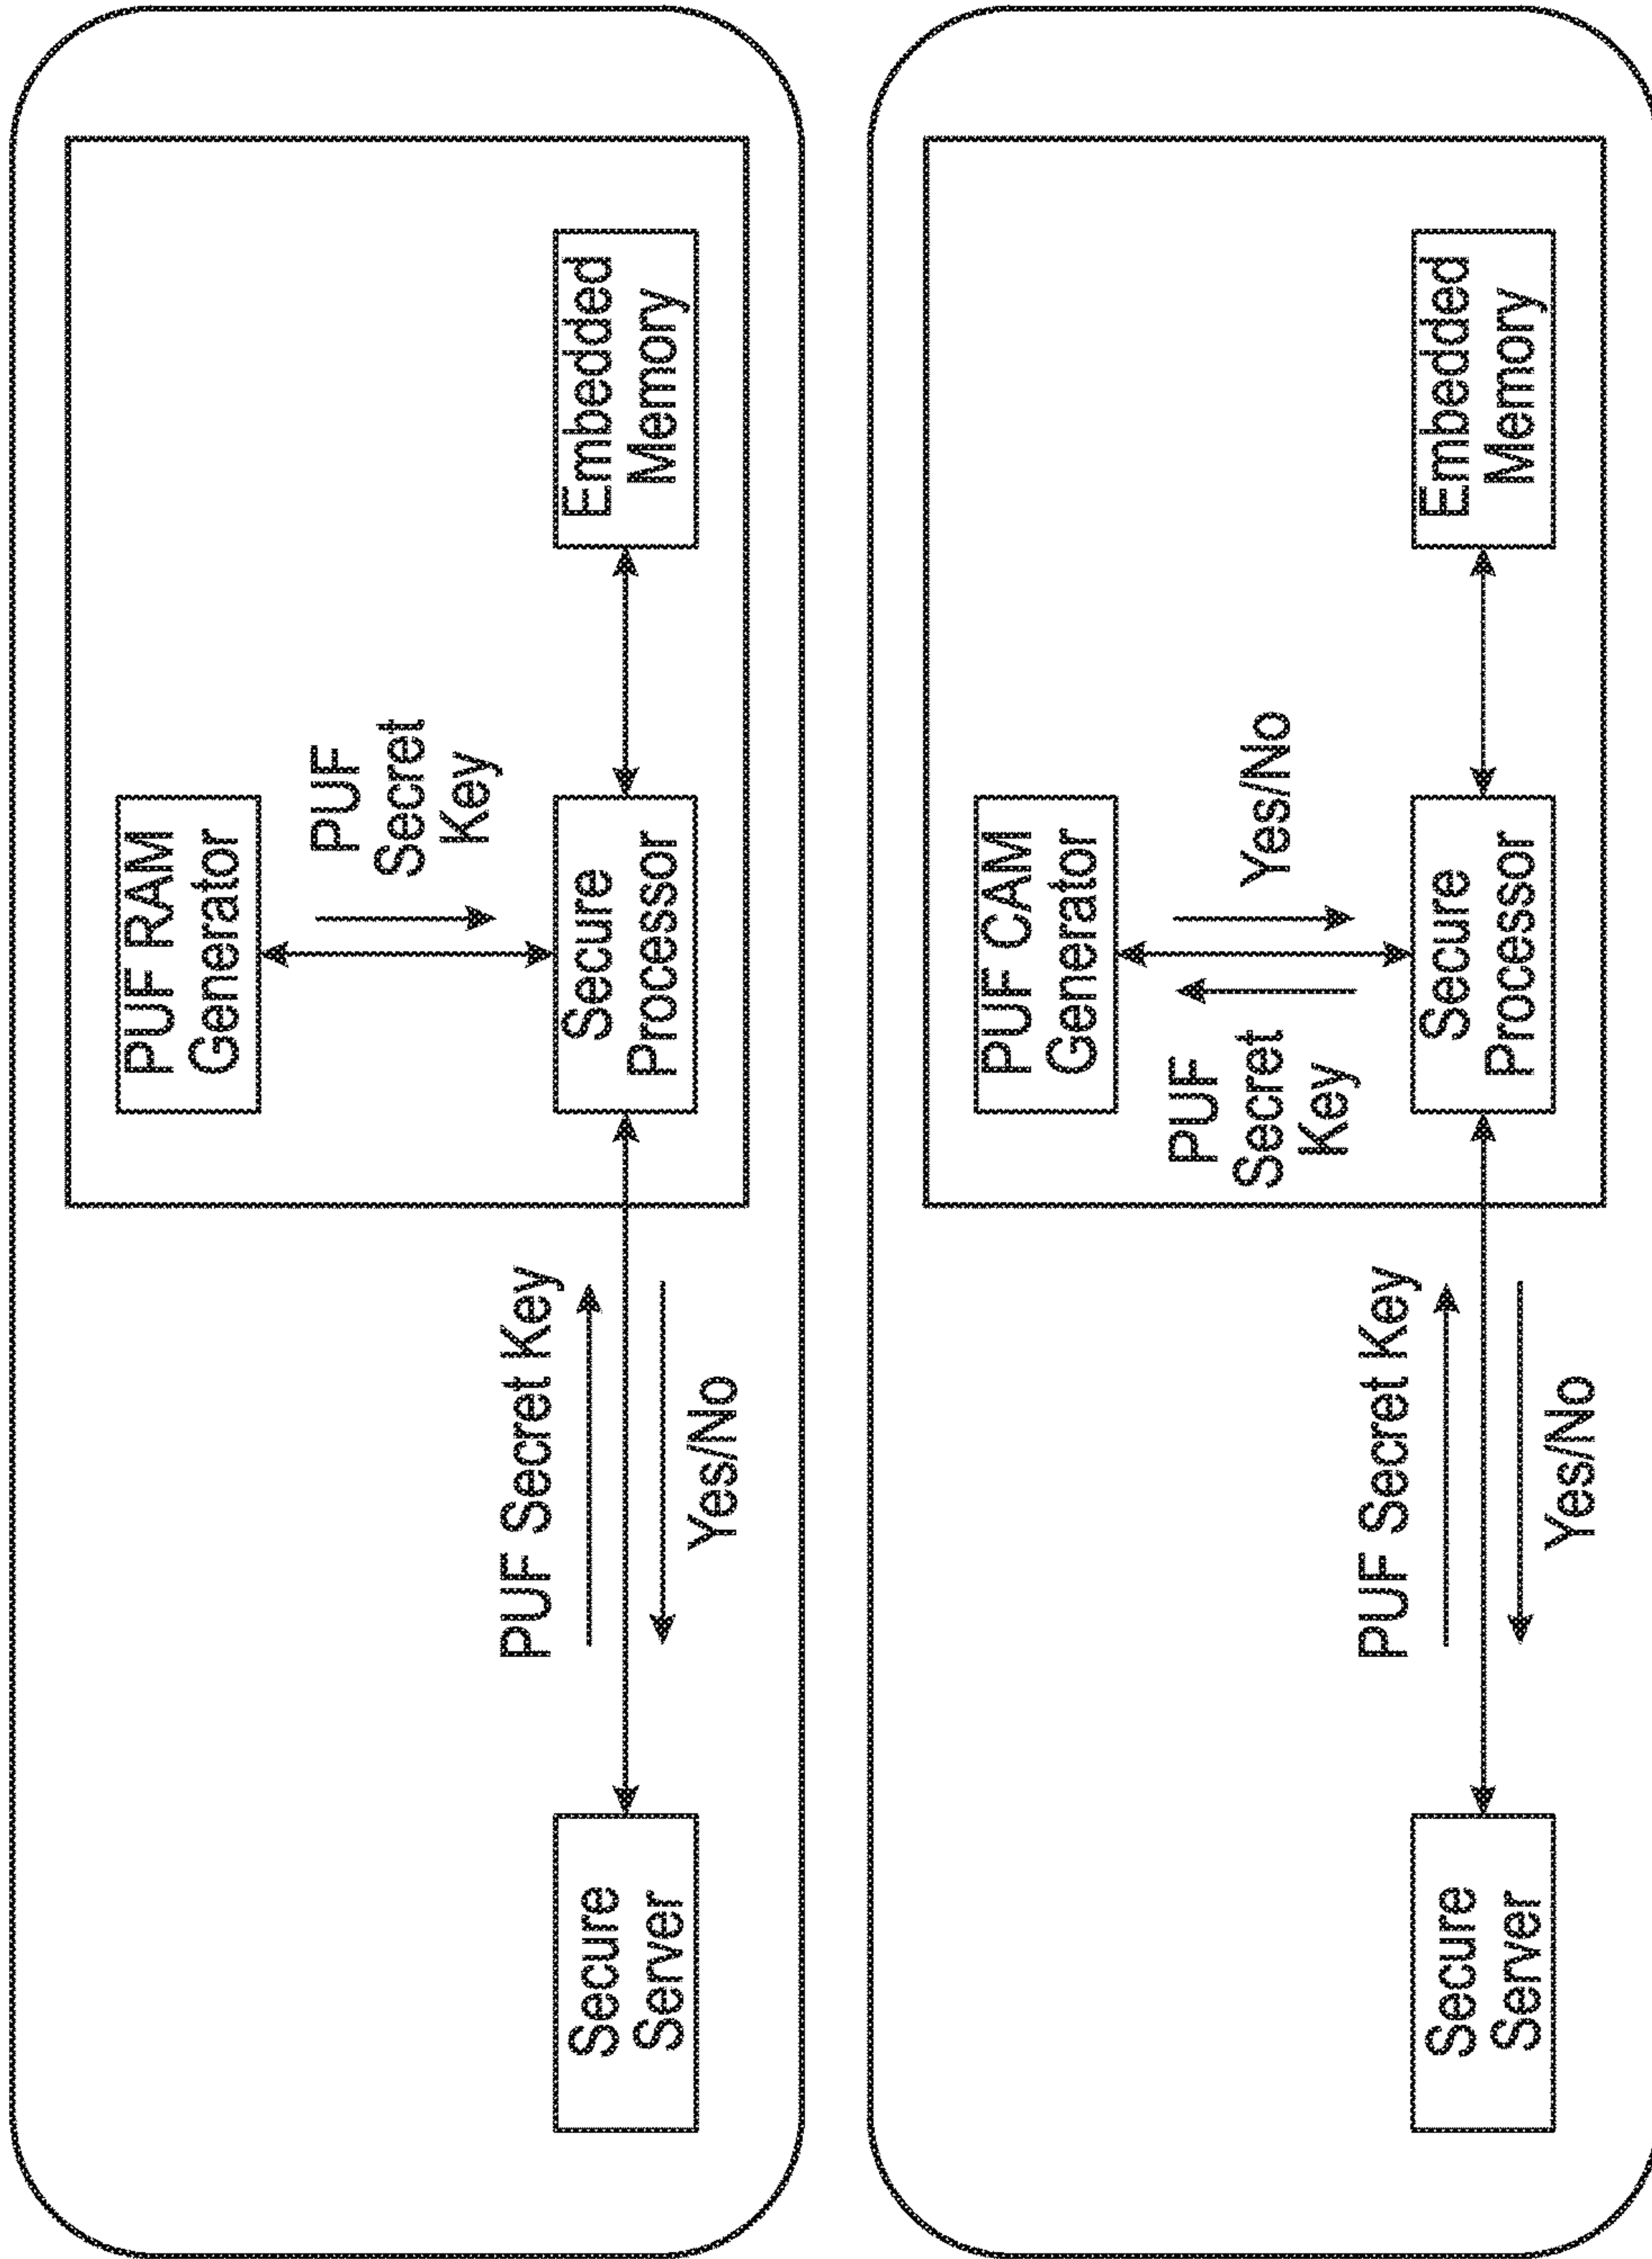 PUF RAM
Generator
PUF
Secret
Key
PUF Secret Key
Secure
Server
Yes/No
Secure
Processor
Embedded
Memory
PUF CAM
Generator
PUF
Secret
Key
Yes/No
PUF Secret Key
Secure
Server
Yes/No
Secure
Processor
Embedded
Memory